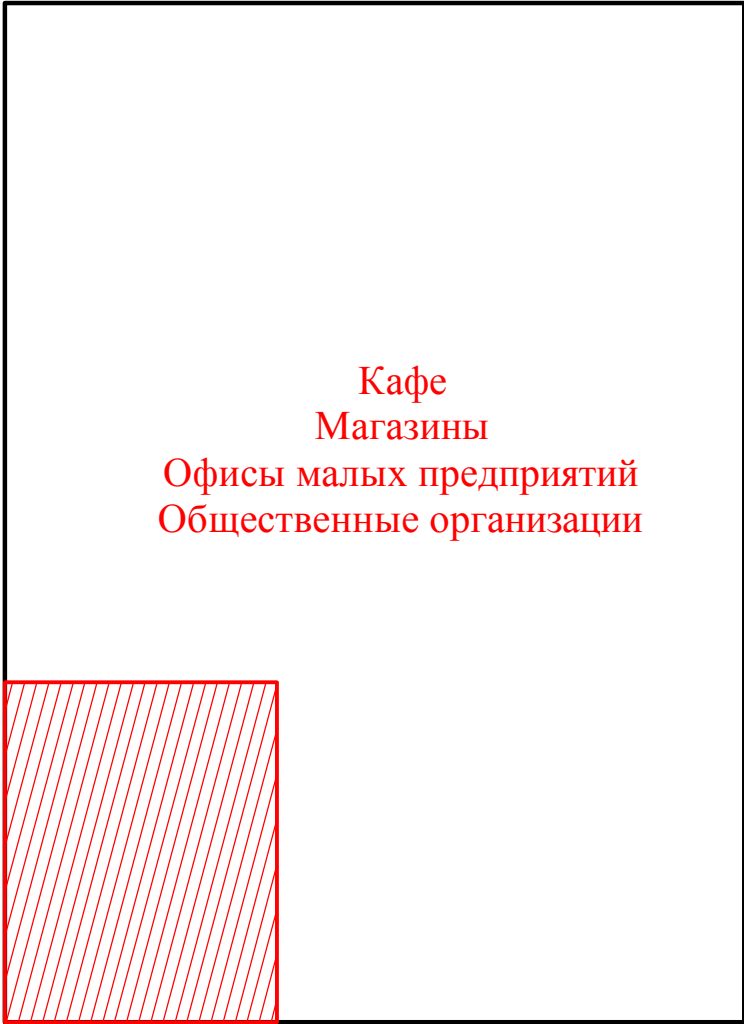 Кафе
Магазины
Офисы малых предприятий
Общественные организации